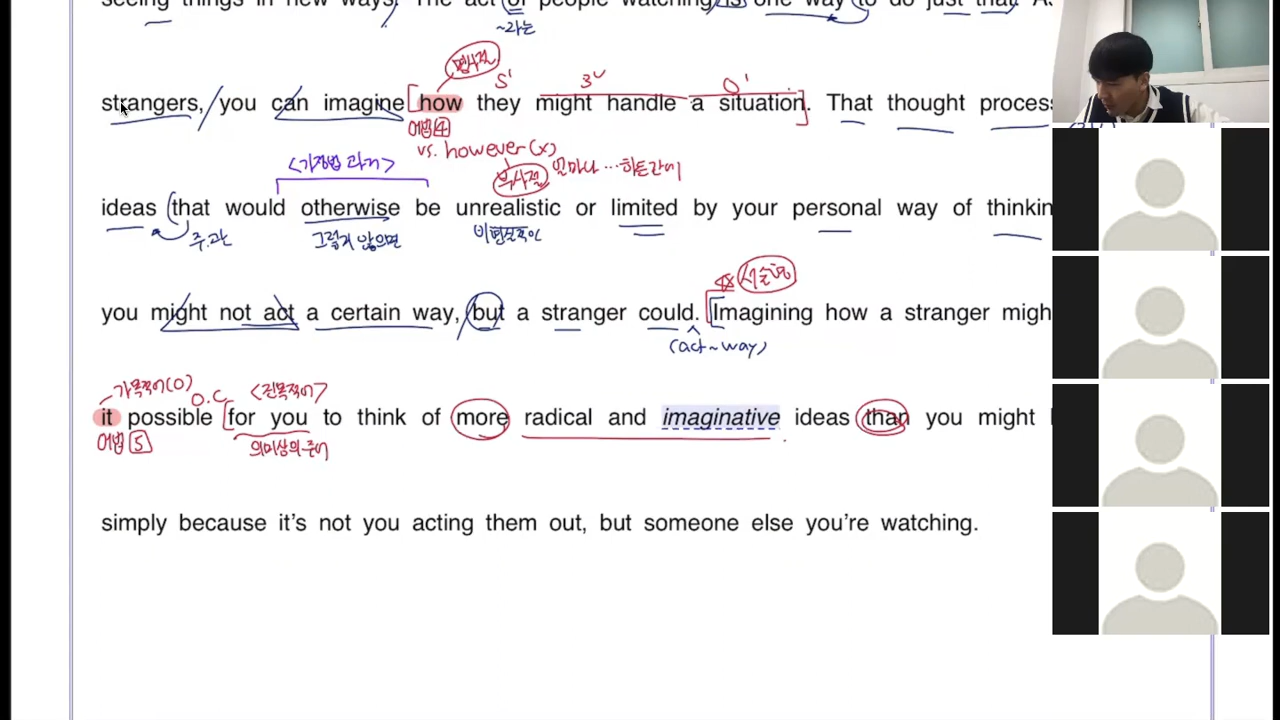 seeing things in new ways. The act of people watching is one way to do just that. As
~라는
명사절 S' 3v O'
strangers, you can imagine how they might handle a situation. That thought process
어법 4
vs. however (x)
<가정법 과거> 부사절 얼마나 … 하든간에
ideas that would otherwise be unrealistic or limited by your personal way of thinkin
주.관 그렇지 않으면
시술형
you might not act a certain way, but a stranger could. Imagining how a stranger migh
(act ~ way)
가목적어(O) O.C <진목적어>
it possible for you to think of more radical and imaginative ideas than you might
어법 5 의미상의 주어
simply because it's not you acting them out, but someone else you're watching.